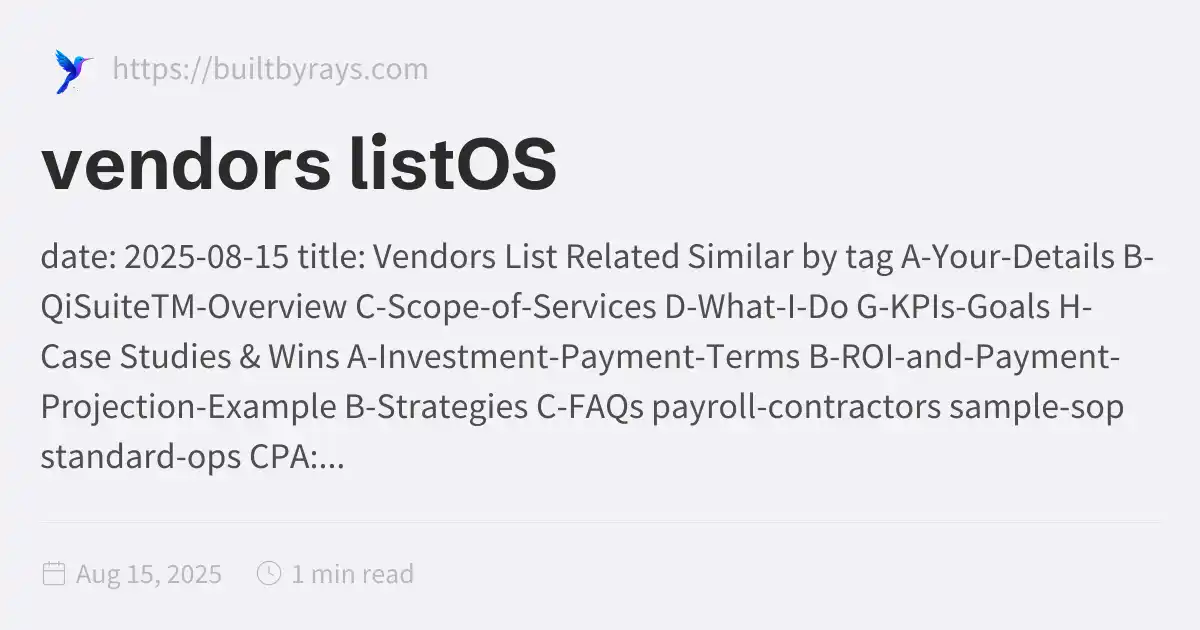 https://builtbyrays.com
vendors listOS
date: 2025-08-15 title: Vendors List Related Similar by tag A-Your-Details B-
QiSuiteTM-Overview C-Scope-of-Services D-What-I-Do G-KPIs-Goals H-
Case Studies & Wins A-Investment-Payment-Terms B-ROI-and-Payment-
Projection-Example B-Strategies C-FAQs payroll-contractors sample-sop
standard-ops CPA:...
Aug 15, 2025 1 min read